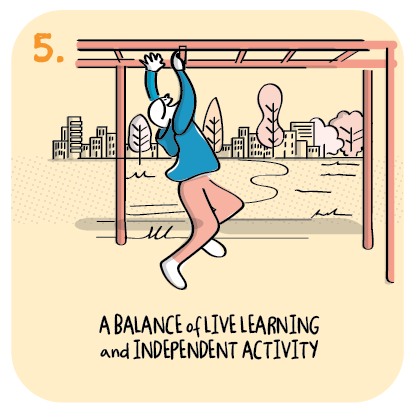 5.
A BALANCE of LIVE LEARNING
and INDEPENDENT ACTIVITY